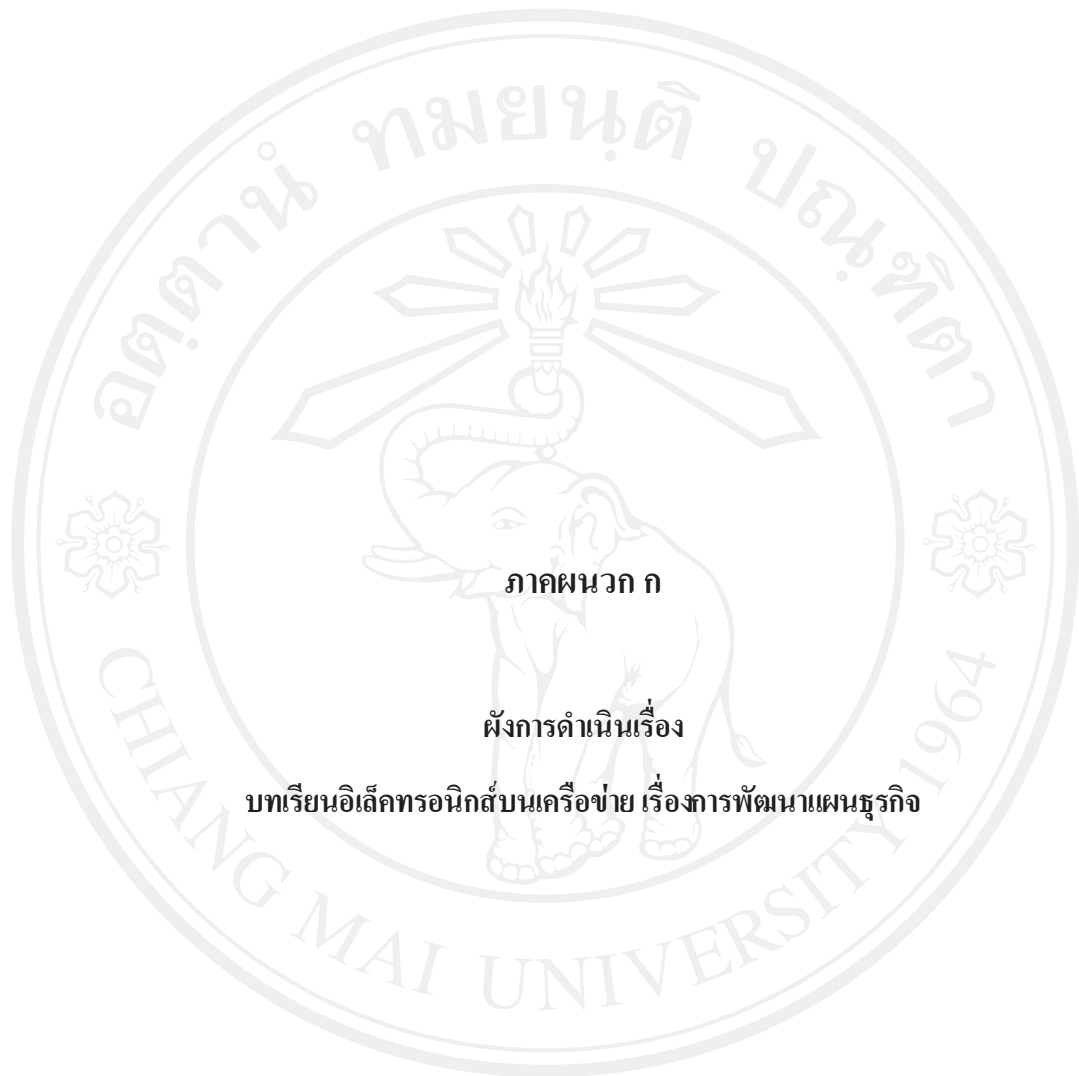 อตฺตานํ ทมยนฺติ ปณฺฑิตา
ภาคผนวก ก
ผังการดำเนินเรื่อง
บทเรียนอิเล็คทรอนิกส์บนเครือข่าย เรื่องการพัฒนาแผนธุรกิจ
CHIANG MAI UNIVERSITY 1964